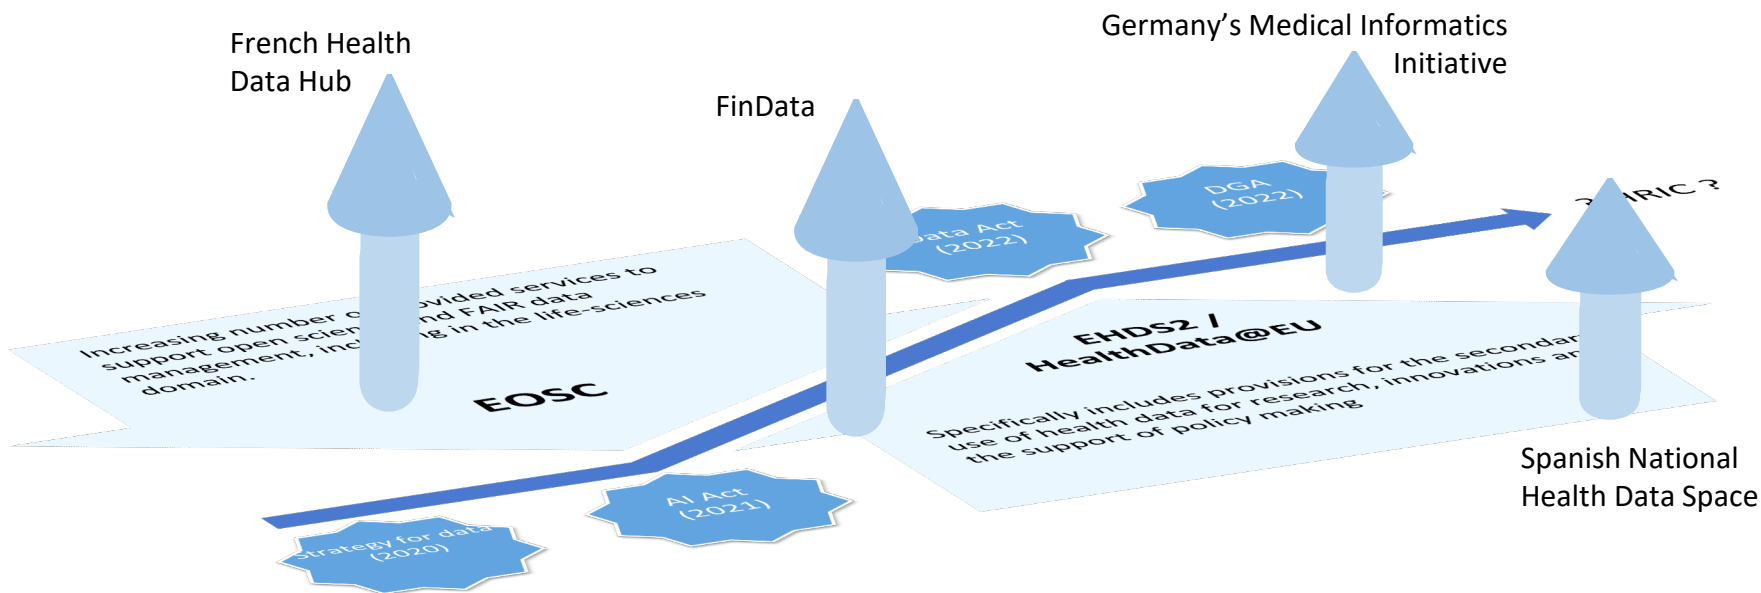 French Health
Data Hub
FinData
Germany’s Medical Informatics
Initiative
DGA
(2022)
Data Act
(2022)
Increasing number provided services to
support open science and FAIR data
management, including in the life-sciences
domain.
EOSC
EHDS2 /
HealthData@EU
Specifically includes provisions for the secondary
use of health data for research, innovations and
the support of policy making
AI Act
(2021)
Strategy for data
(2020)
Spanish National
Health Data Space